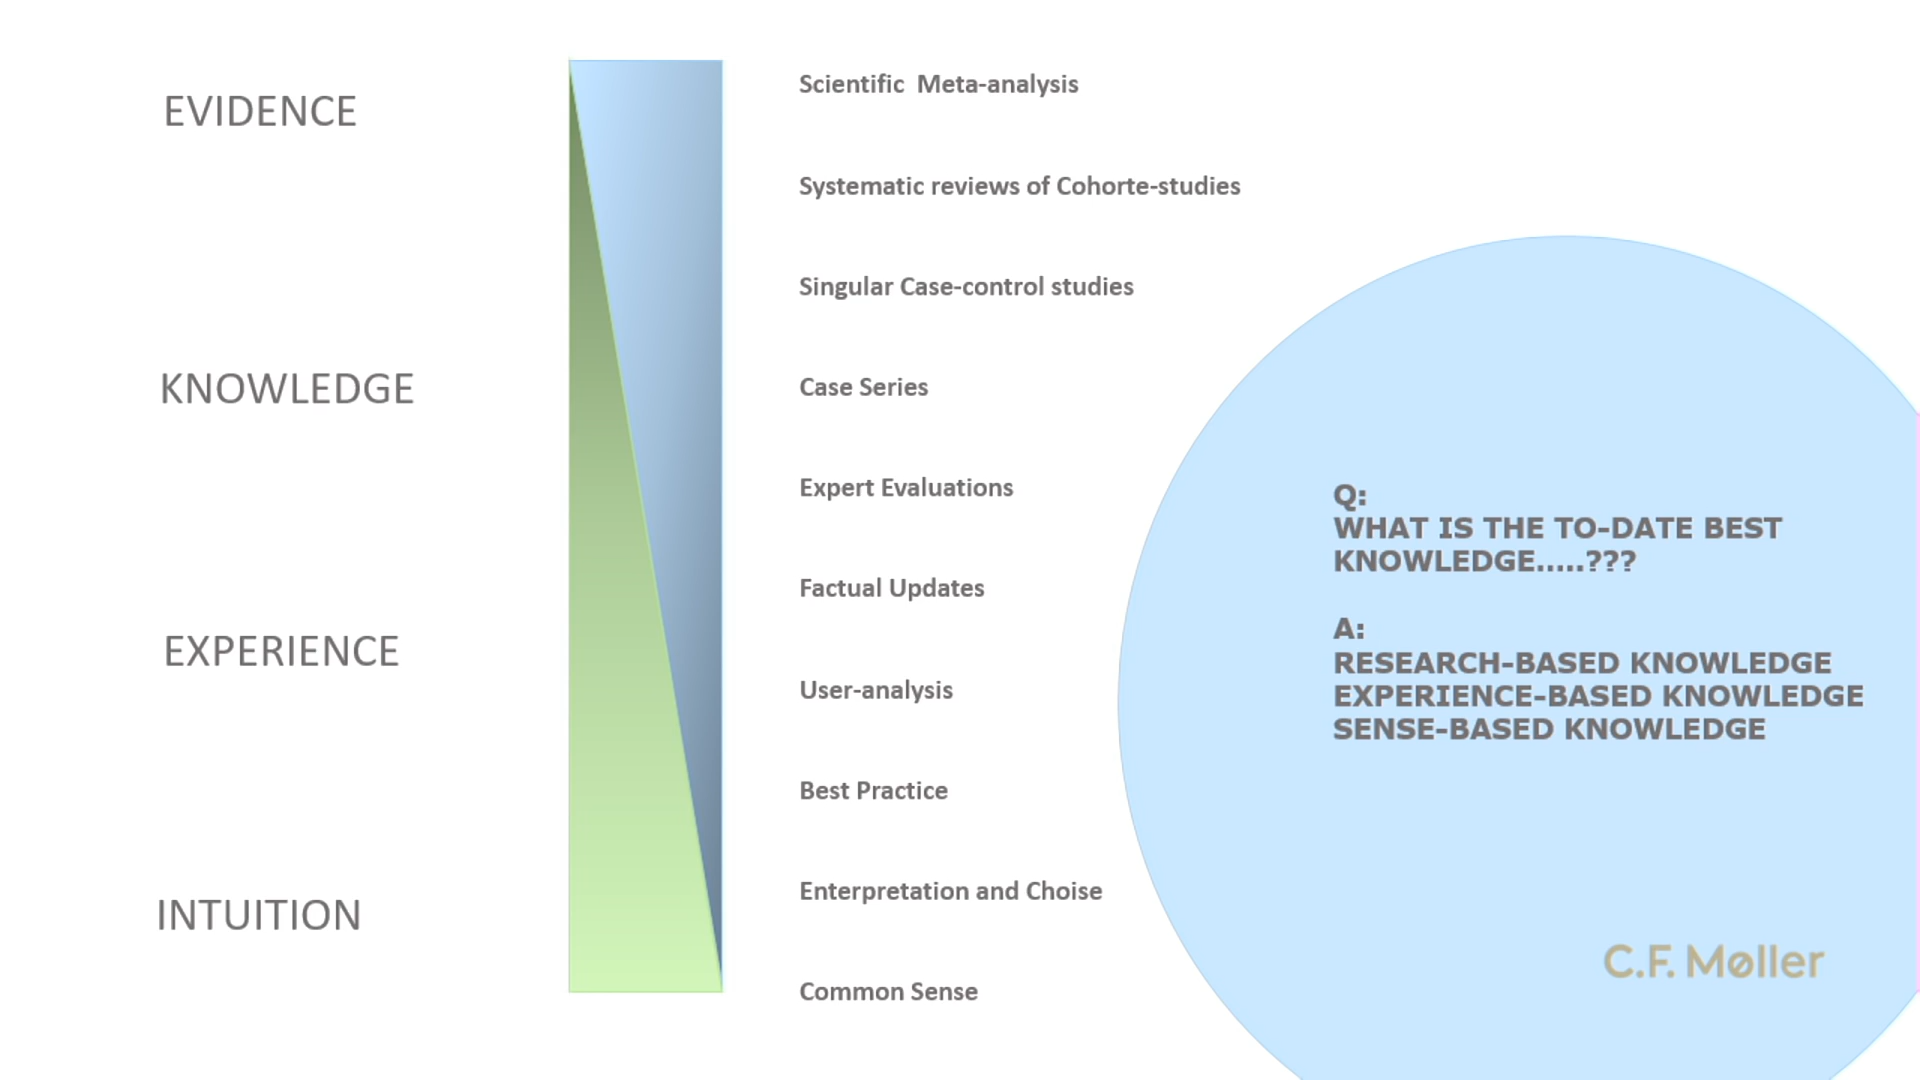 EVIDENCE
KNOWLEDGE
EXPERIENCE
INTUITION
Scientific  Meta-analysis
Systematic reviews of Cohorte-studies
Singular Case-control studies
Case Series
Expert Evaluations
Factual Updates
User-analysis
Best Practice
Enterpretation and Choise
Common Sense
Q:
WHAT IS THE TO-DATE BEST
KNOWLEDGE.....???
A:
RESEARCH-BASED KNOWLEDGE
EXPERIENCE-BASED KNOWLEDGE
SENSE-BASED KNOWLEDGE
C.F. Møller